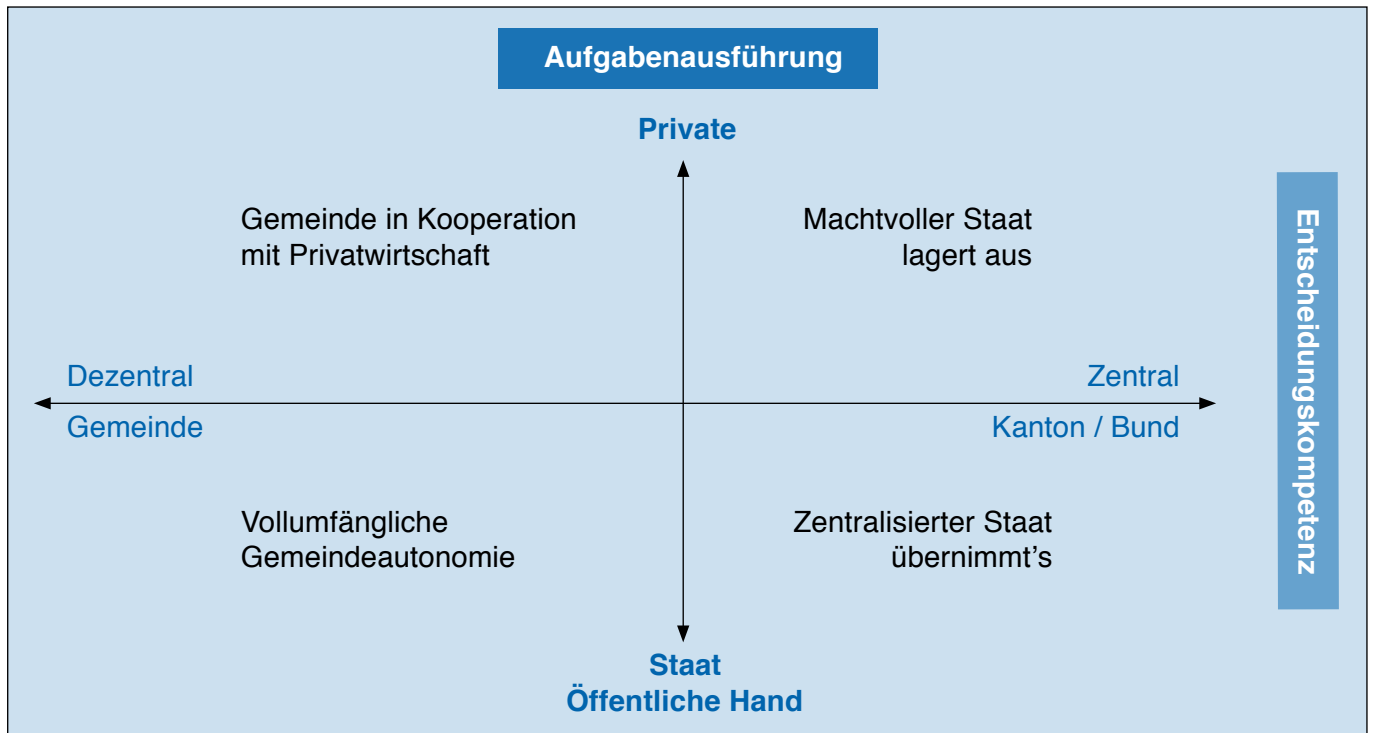 Aufgabenausführung
Private
Gemeinde in Kooperation
mit Privatwirtschaft
Machtvoller Staat
lagert aus
Entscheidungskompetenz
Dezentral
Zentral
Gemeinde
Kanton / Bund
Vollumfängliche
Gemeindeautonomie
Zentralisierter Staat
übernimmt’s
Staat
Öffentliche Hand